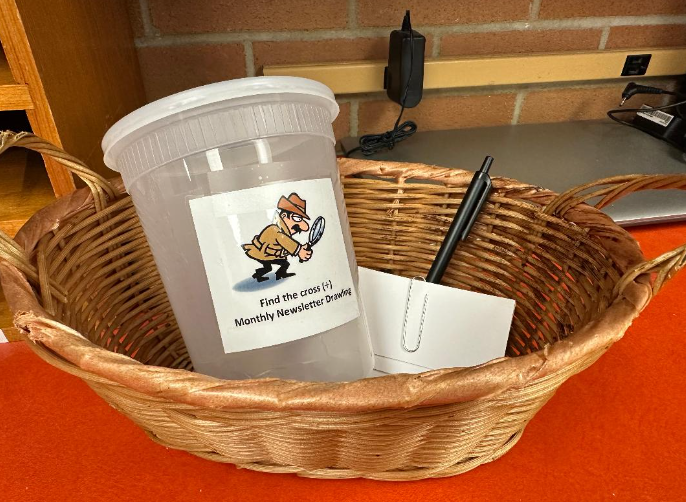 Find the cross (+)
Monthly Newsletter Drawing